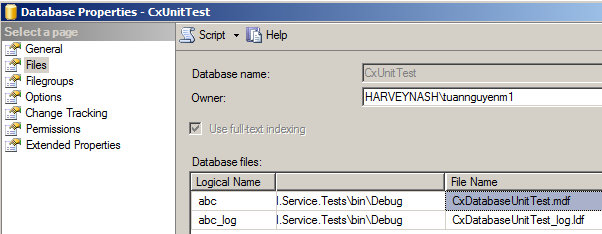 Database Properties - CxUnitTest
Select a page
General
Files
Filegroups
Options
Change Tracking
Permissions
Extended Properties
Script
Help
Database name:
CxUnitTest
Owner:
HARVEYNASH\tuannguyenm1
Use full-text indexing
Database files:
Logical Name File Name
abc l.Service.Tests\bin\Debug CxDatabaseUnitTest.mdf
abc_log l.Service.Tests\bin\Debug CxDatabaseUnitTest_log.ldf